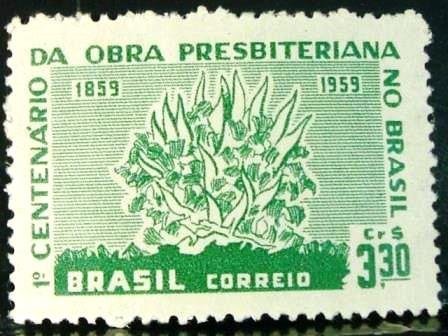 1º CENTENÁRIO DA OBRA PRESBITERIANA NO BRASIL
1859 1959
Cr$
3,30
BRASIL CORREIO